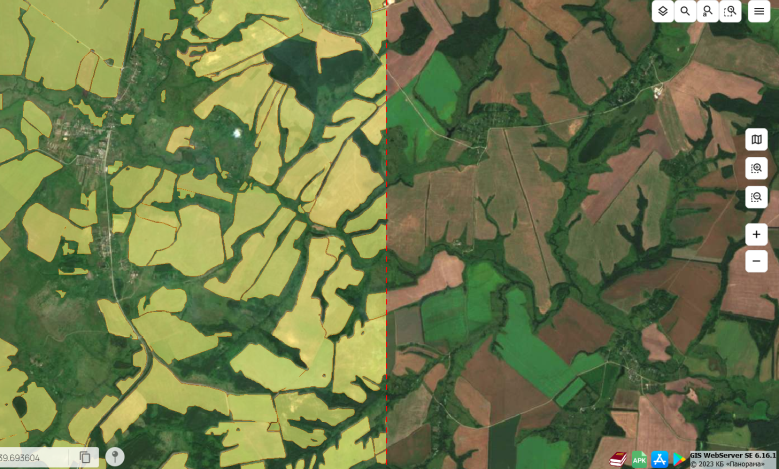 39.693604
APK
GIS WebServer SE 6.16.1
© 2023 КБ «Панорама»